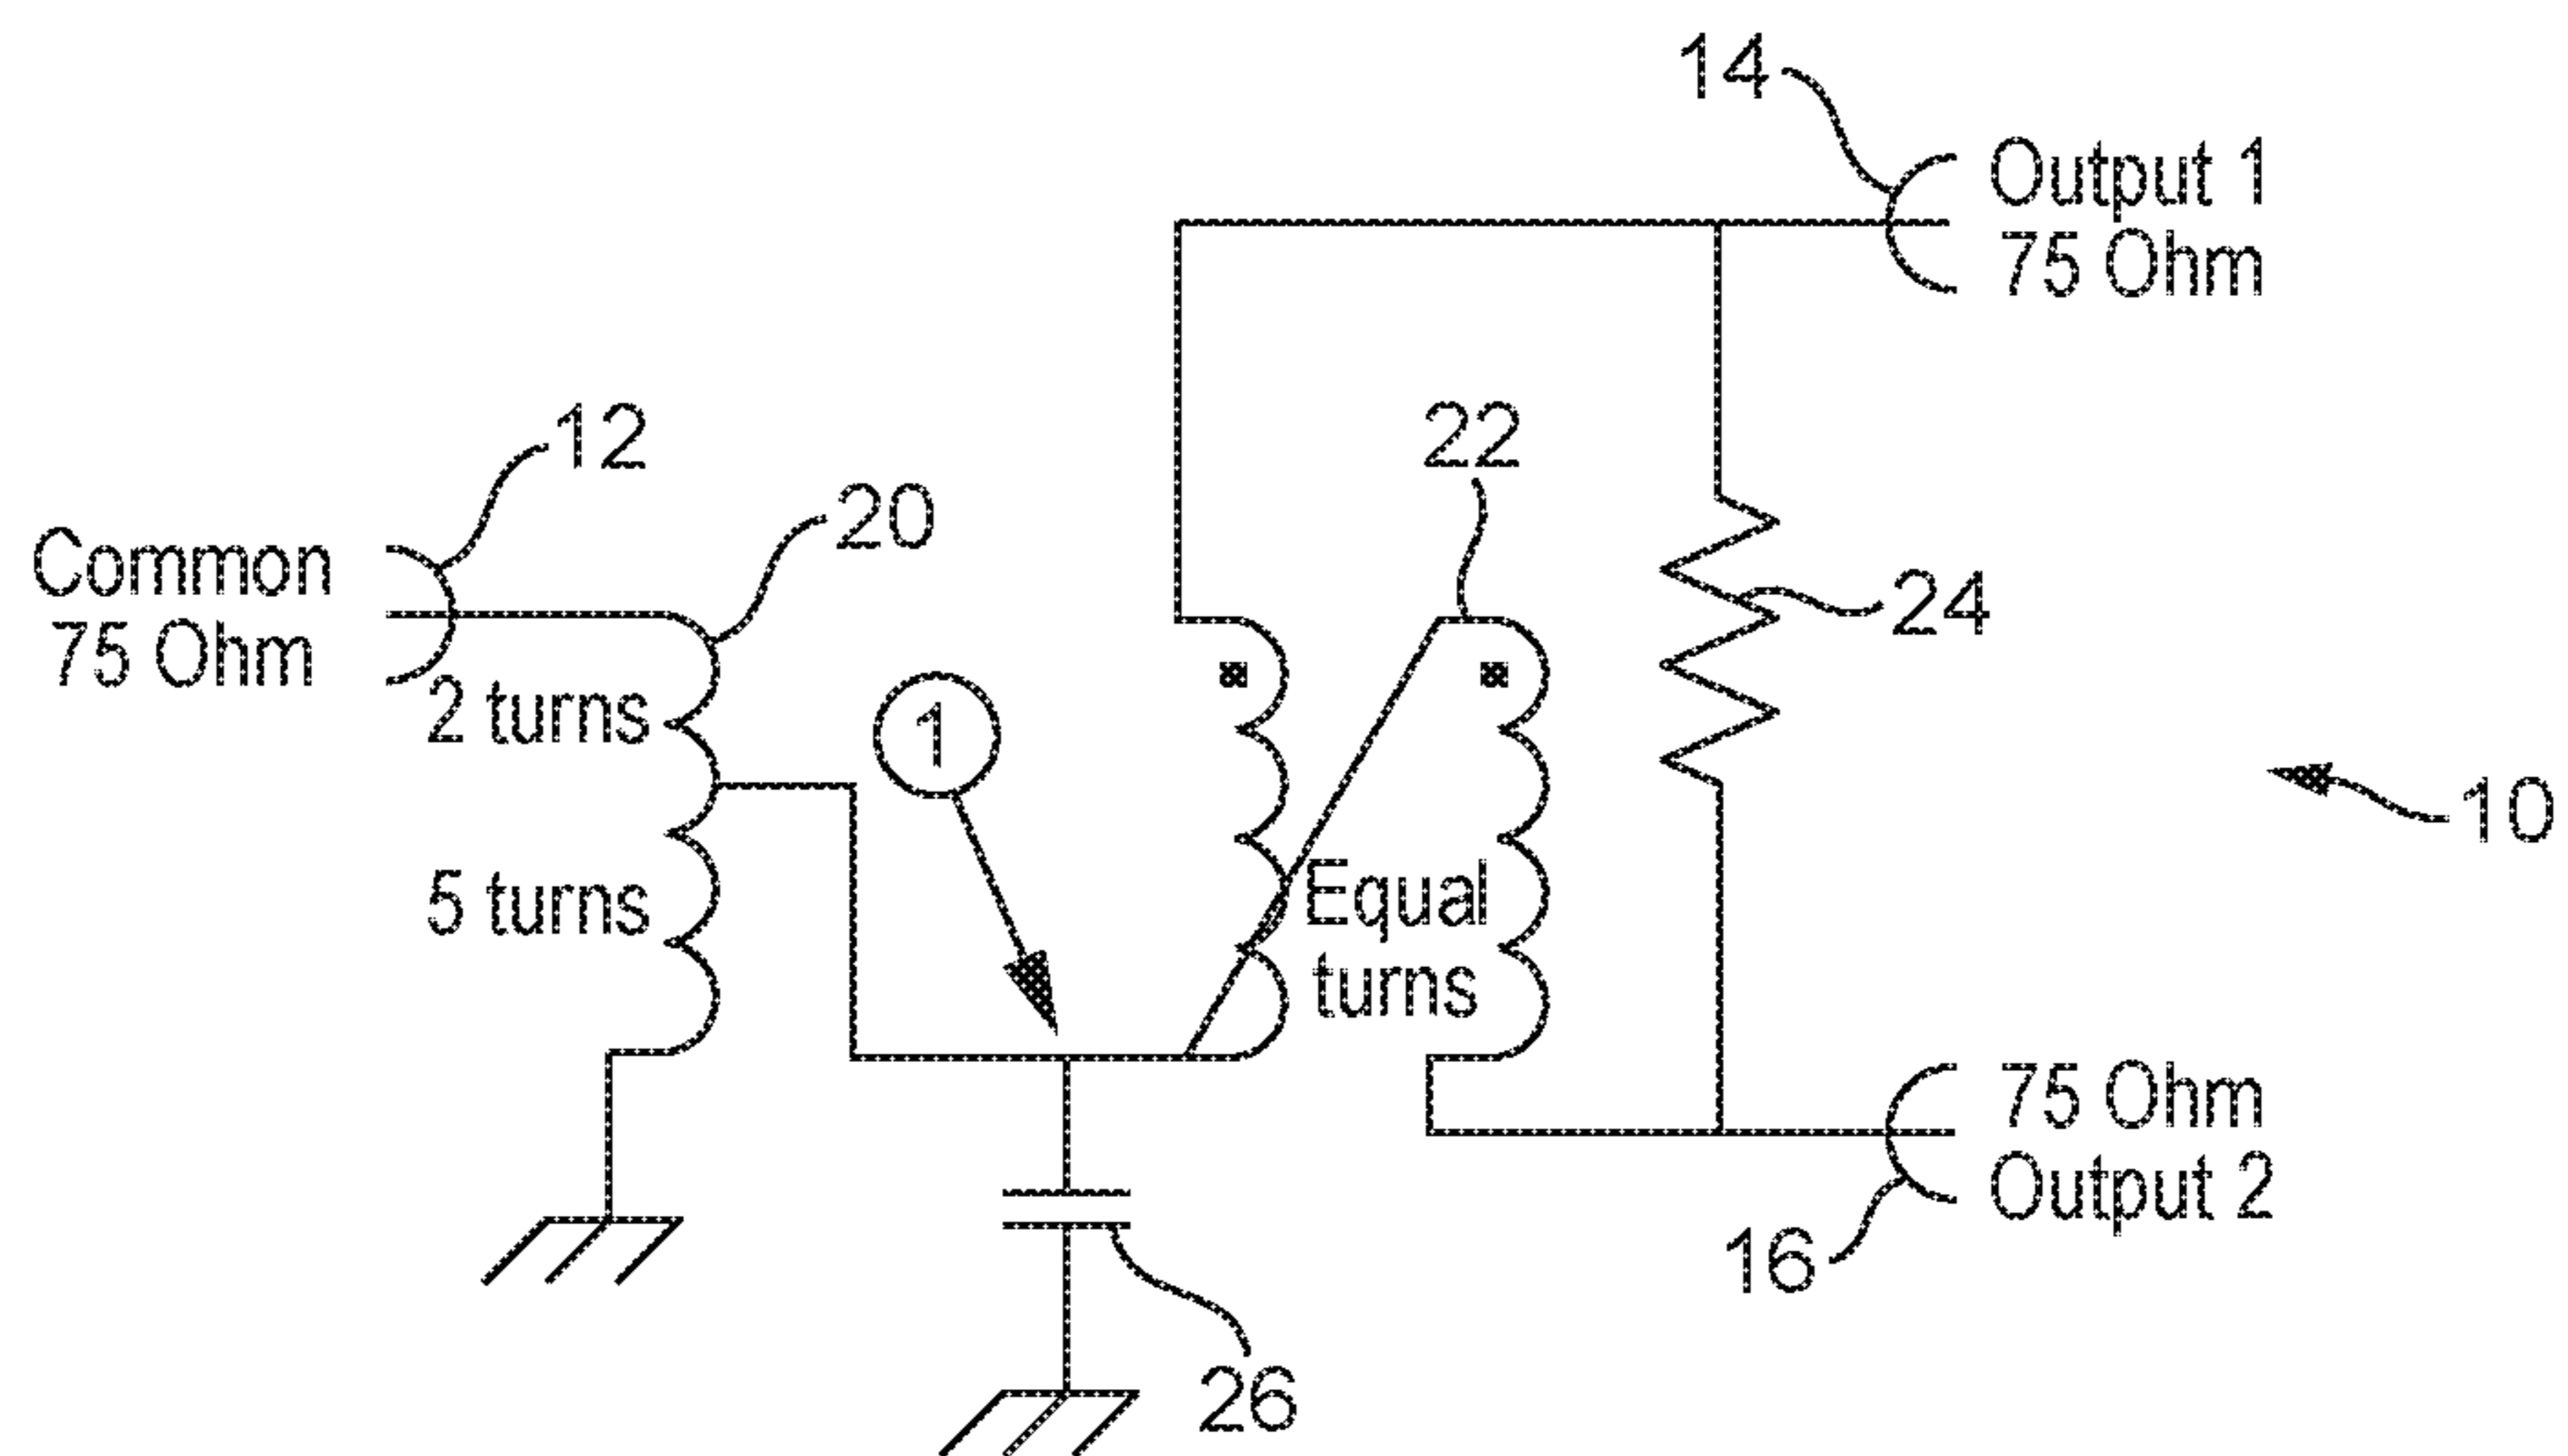 14
Output 1
75 Ohm
12
22
20
Common
75 Ohm
24
2 turns
1
10
5 turns
Equal
turns
75 Ohm
Output 2
16
26